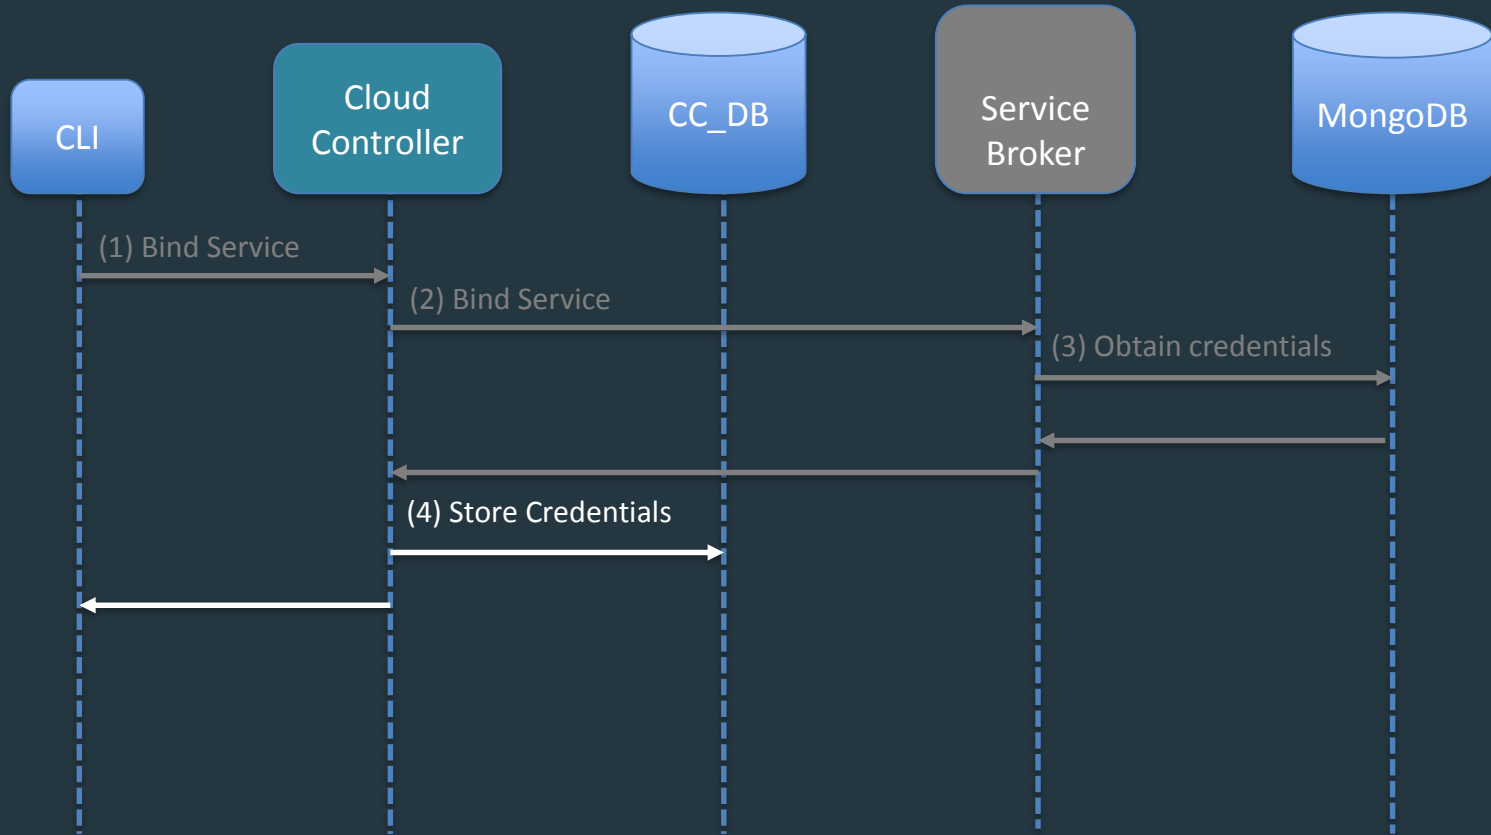 CLI
Cloud
Controller
CC_DB
Service
Broker
MongoDB
(1) Bind Service
(2) Bind Service
(3) Obtain credentials
(4) Store Credentials